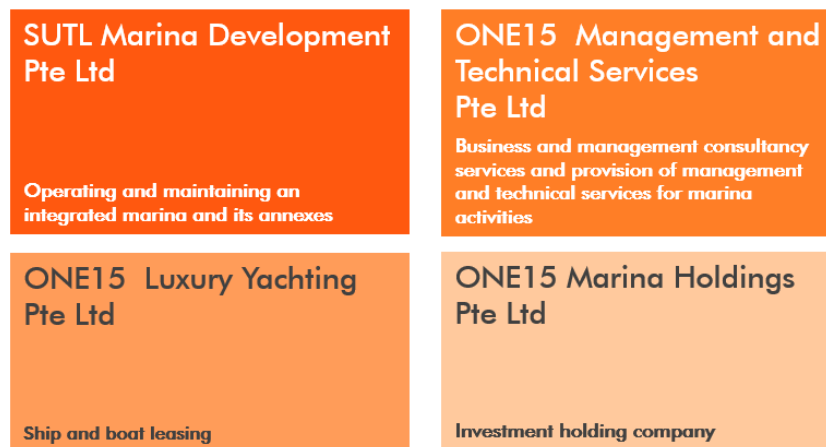 SUTL Marina Development
Pte Ltd
Operating and maintaining an
integrated marina and its annexes
ONE15 Management and
Technical Services
Pte Ltd
Business and management consultancy
services and provision of management
and technical services for marina
activities
ONE15 Luxury Yachting
Pte Ltd
Ship and boat leasing
ONE15 Marina Holdings
Pte Ltd
Investment holding company